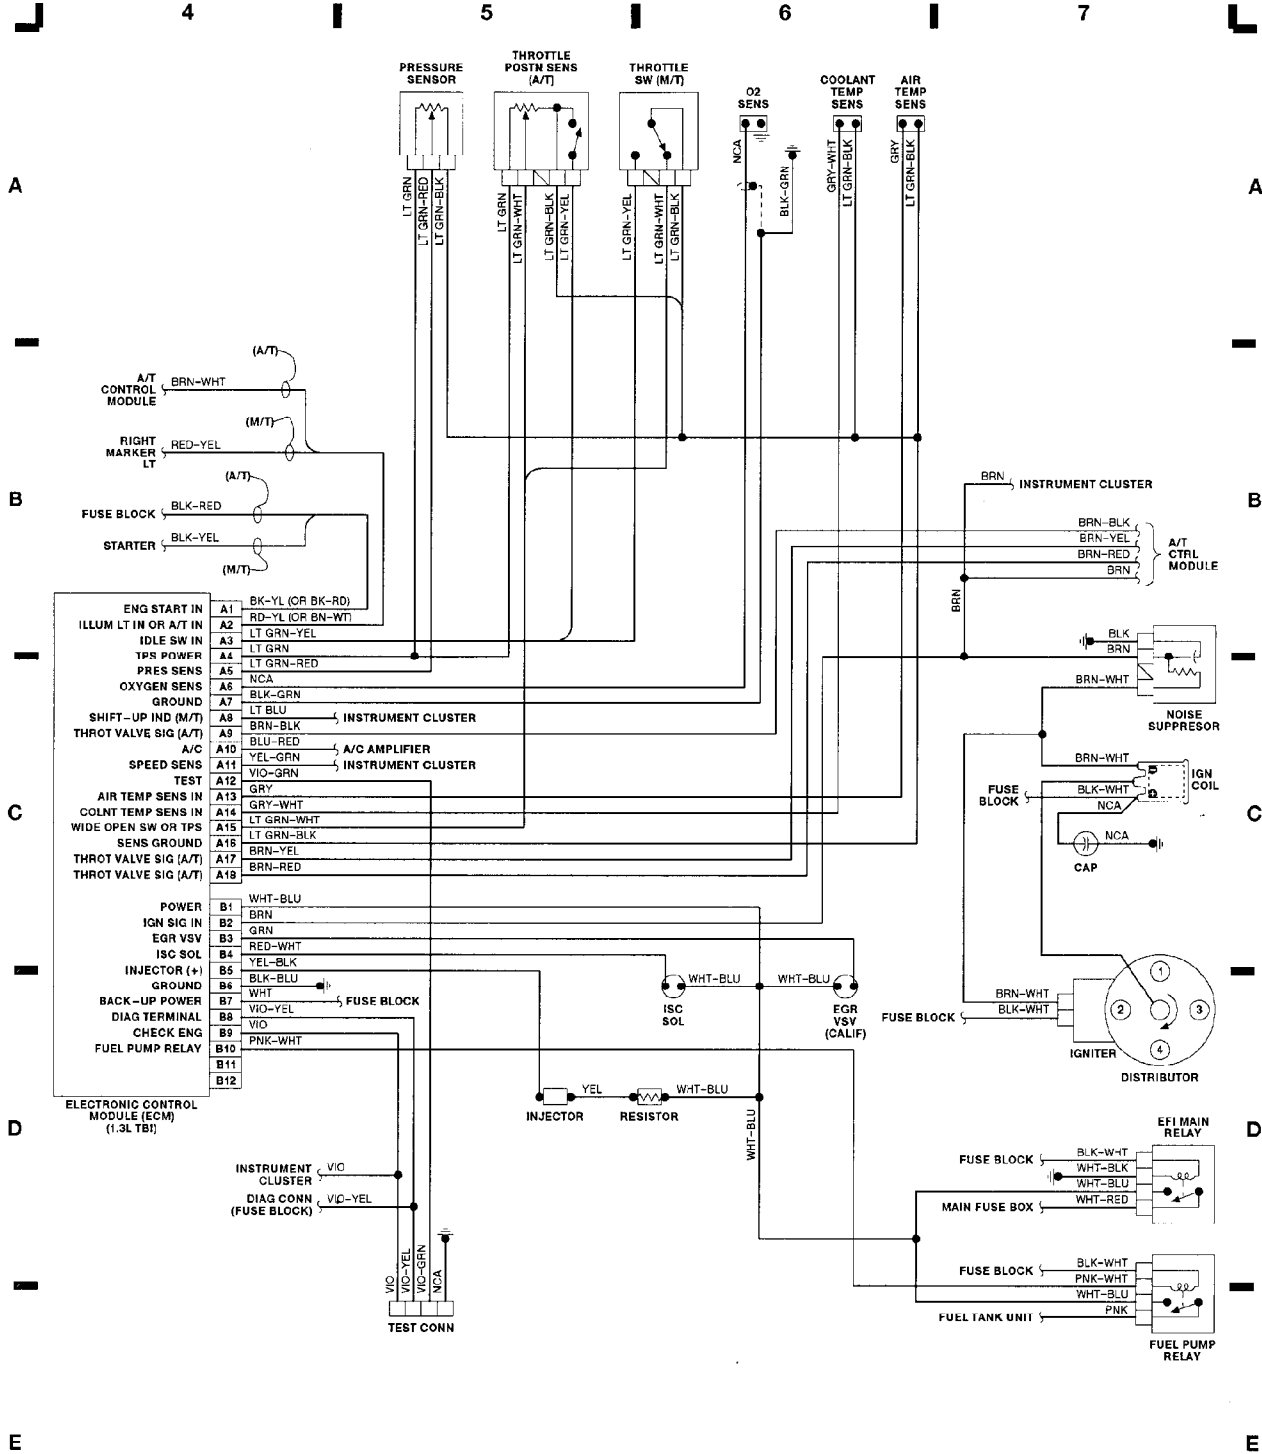 4 5 6 7
PRESSURE
SENSOR
THROTTLE
POSTN SENS
(A/T)
THROTTLE
SW (M/T)
O2
SENS
COOLANT
TEMP
SENS
AIR
TEMP
SENS
A
LT GRN
LT GRN-RED
LT GRN-BLK
LT GRN
LT GRN-WHT
LT GRN-BLK
LT GRN-YEL
LT GRN-YEL
LT GRN-WHT
LT GRN-BLK
NCA
BLK-GRN
GRY-WHT
LT GRN-BLK
GRY
LT GRN-BLK
A
(A/T)
A/T
CONTROL
MODULE
BRN-WHT
(M/T)
RIGHT
MARKER
LT
RED-YEL
(A/T)
B
FUSE BLOCK
BLK-RED
STARTER
BLK-YEL
(M/T)
BRN
INSTRUMENT CLUSTER
B
BRN-BLK
BRN-YEL
BRN-RED
BRN
A/T
CTRL
MODULE
BRN
ENG START IN A1 BK-YL (OR BK-RD)
ILLUM LT IN OR A/T IN A2 RD-YL (OR BN-WT)
IDLE SW IN A3 LT GRN-YEL
TPS POWER A4 LT GRN
PRES SENS A5 LT GRN-RED
OXYGEN SENS A6 NCA
GROUND A7 BLK-GRN
SHIFT-UP IND (M/T) A8 LT BLU INSTRUMENT CLUSTER
THROT VALVE SIG (A/T) A9 BRN-BLK
A/C A10 BLU-RED A/C AMPLIFIER
SPEED SENS A11 YEL-GRN INSTRUMENT CLUSTER
TEST A12 VIO-GRN
AIR TEMP SENS IN A13 GRY
COLNT TEMP SENS IN A14 GRY-WHT
WIDE OPEN SW OR TPS A15 LT GRN-WHT
SENS GROUND A16 LT GRN-BLK
THROT VALVE SIG (A/T) A17 BRN-YEL
THROT VALVE SIG (A/T) A18 BRN-RED
BLK
BRN
BRN-WHT
NOISE
SUPPRESOR
C
BRN-WHT
IGN
COIL
FUSE
BLOCK
BLK-WHT
NCA
NCA
CAP
C
POWER B1 WHT-BLU
IGN SIG IN B2 BRN
EGR VSV B3 GRN
ISC SOL B4 RED-WHT
INJECTOR (+) B5 YEL-BLK
GROUND B6 BLK-BLU
BACK-UP POWER B7 WHT FUSE BLOCK
DIAG TERMINAL B8 VIO-YEL
CHECK ENG B9 VIO
FUEL PUMP RELAY B10 PNK-WHT
B11
B12
ELECTRONIC CONTROL
MODULE (ECM)
(1.3L TBI)
WHT-BLU
WHT-BLU
ISC
SOL
EGR
VSV
(CALIF)
BRN-WHT
BLK-WHT
FUSE BLOCK
IGNITER
1
2
3
4
DISTRIBUTOR
YEL
WHT-BLU
INJECTOR
RESISTOR
D
WHT-BLU
D
EFI MAIN
RELAY
FUSE BLOCK
BLK-WHT
WHT-BLK
WHT-BLU
MAIN FUSE BOX
WHT-RED
INSTRUMENT
CLUSTER
VIO
DIAG CONN
(FUSE BLOCK)
VIO-YEL
VIO
VIO-YEL
VIO-GRN
NCA
TEST CONN
FUSE BLOCK
BLK-WHT
PNK-WHT
WHT-BLU
FUEL TANK UNIT
PNK
FUEL PUMP
RELAY
E
E